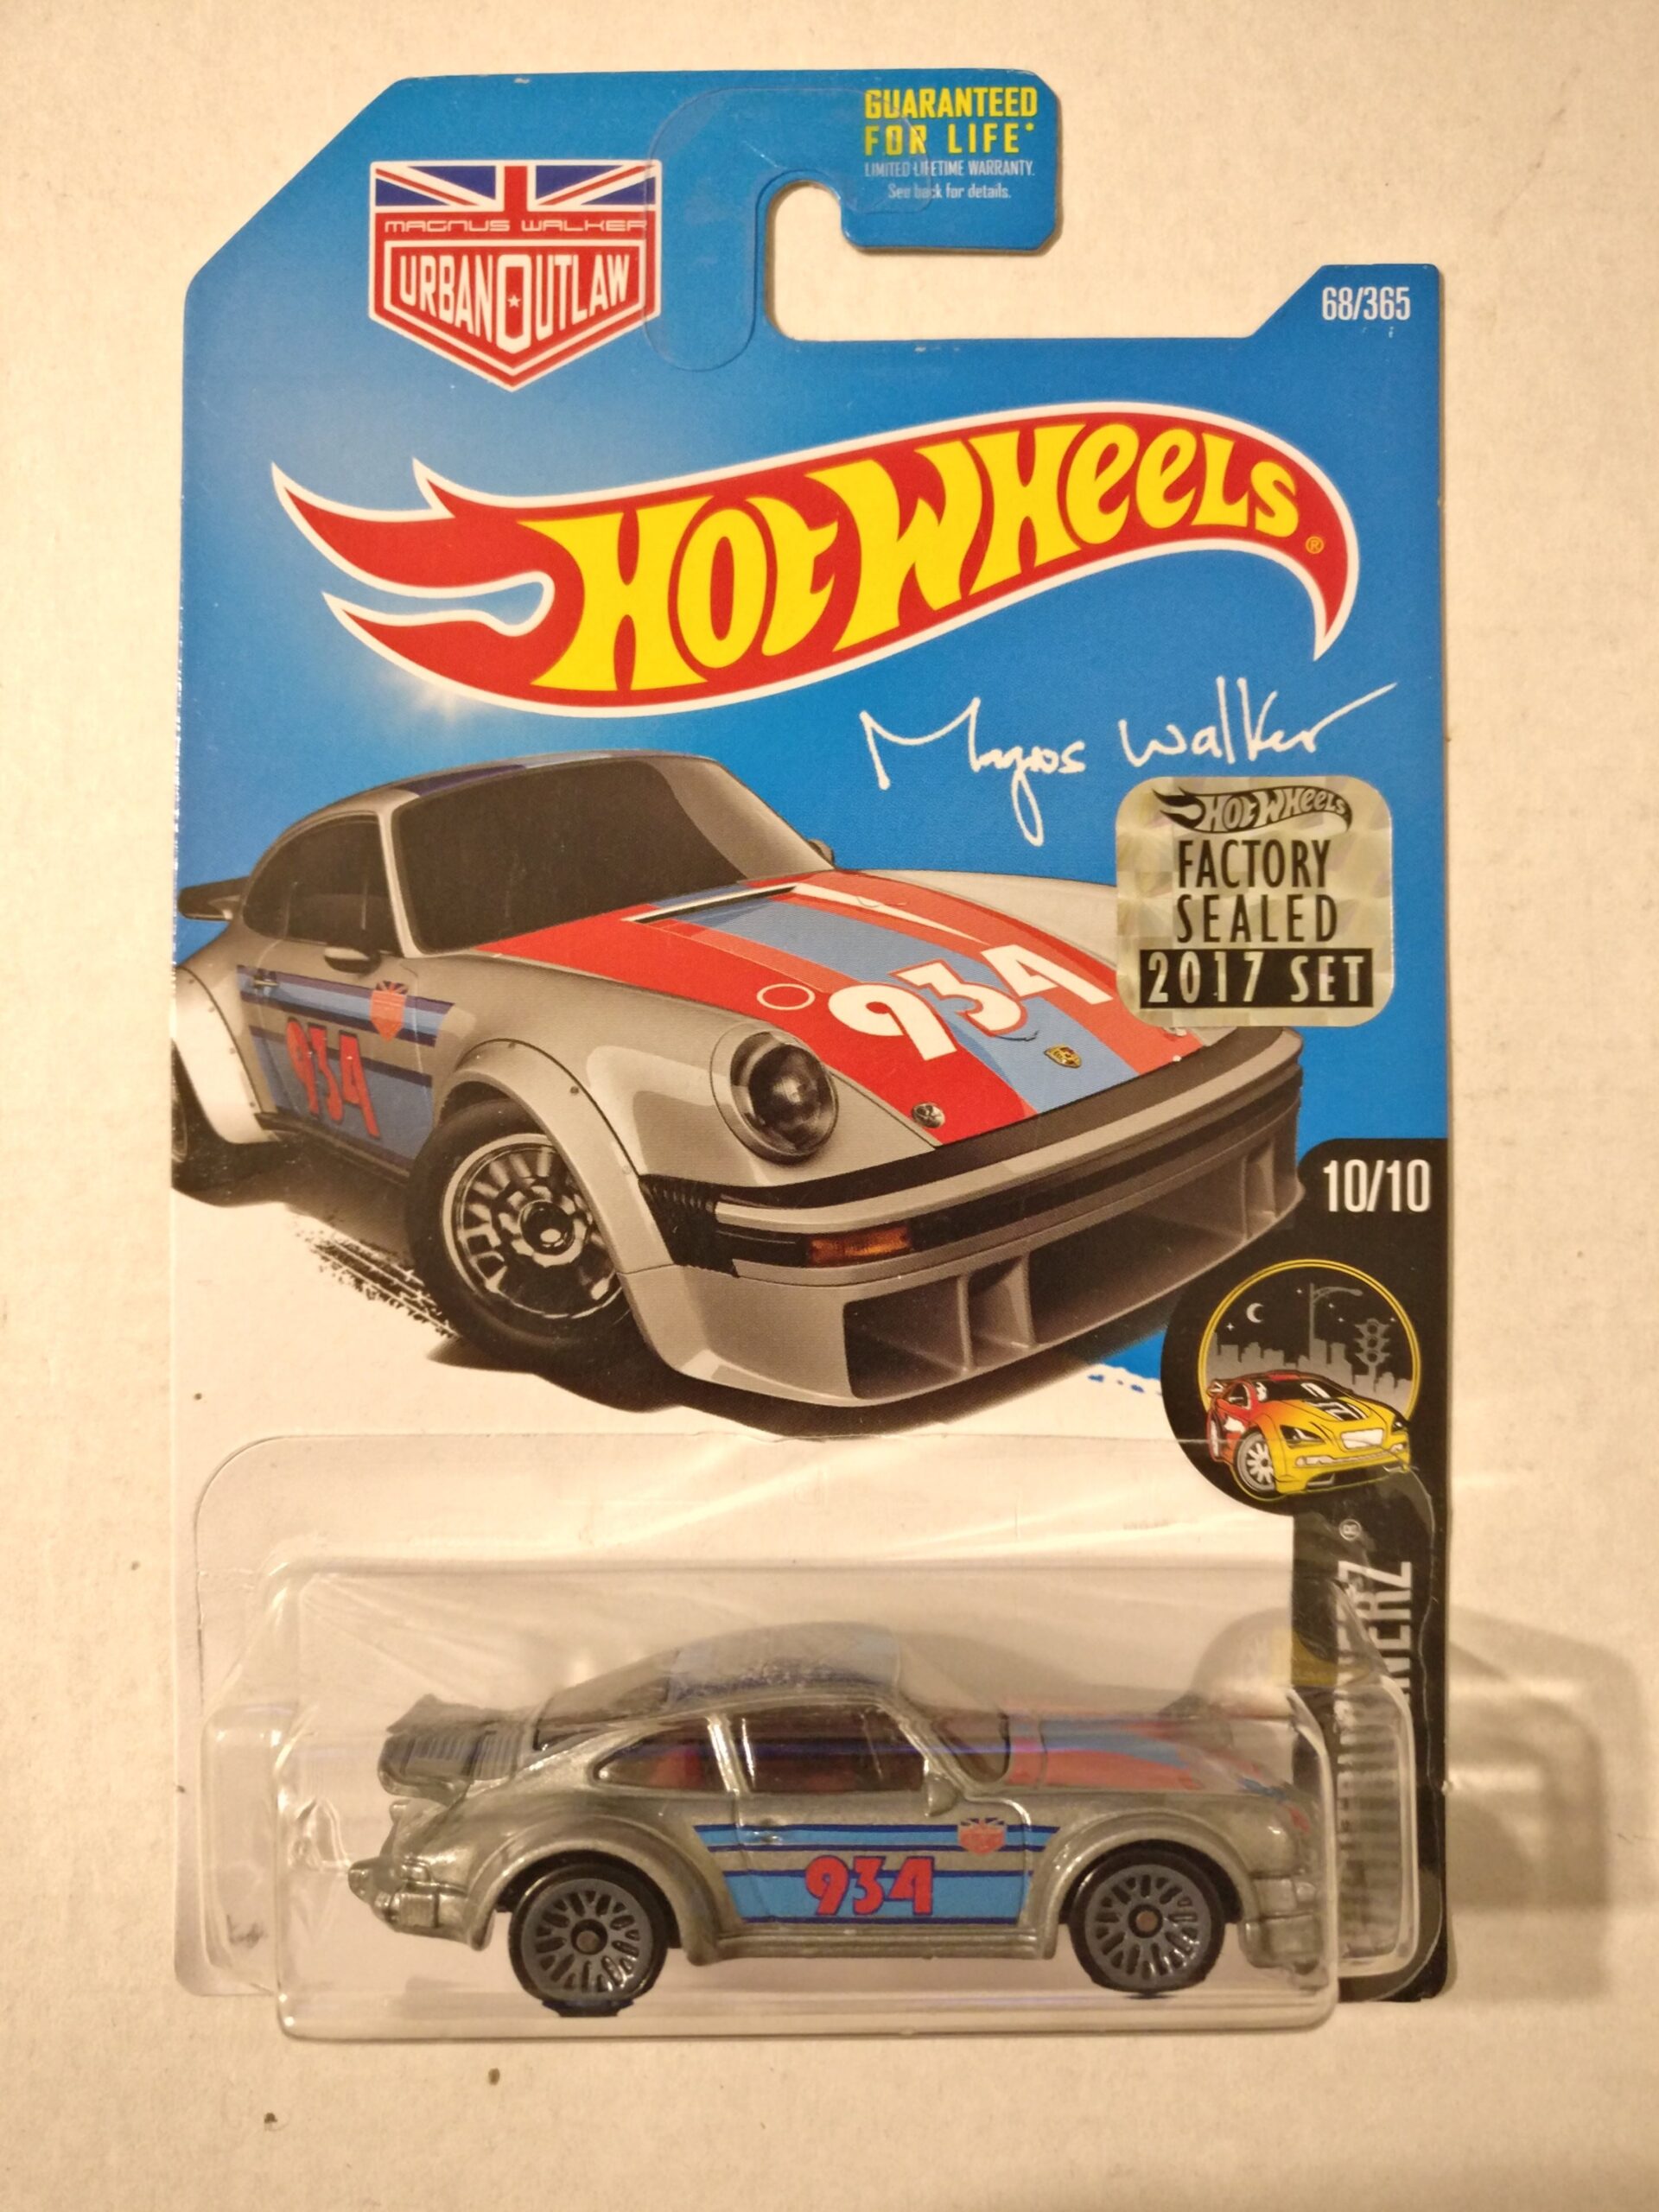 GUARANTEED
FOR LIFE*
LIMITED LIFETIME WARRANTY.
See back for details.
MAGNUS WALKER
URBAN OUTLAW
68/365
HOT WHEELS®
Magnus Walker
HOT WHEELS
FACTORY
SEALED
2017 SET
934
934
10/10
®
934